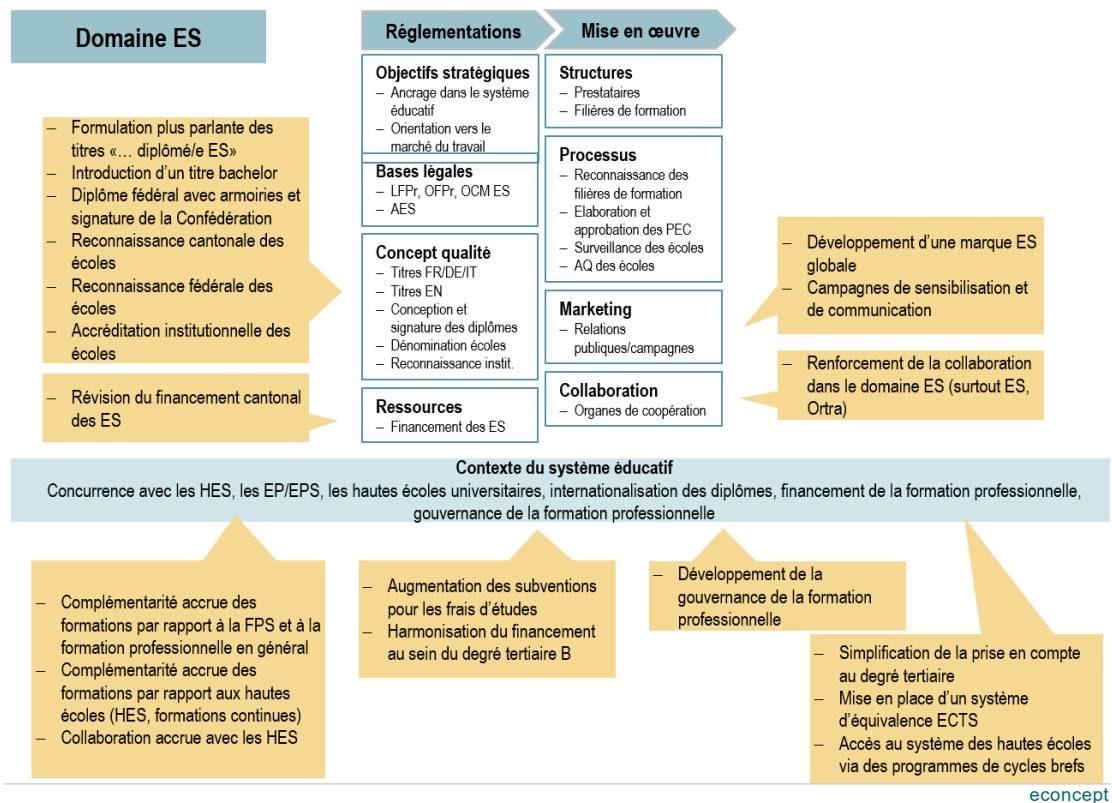 Domaine ES
Réglementations
Mise en œuvre
Objectifs stratégiques
– Ancrage dans le système
éducatif
– Orientation vers le
marché du travail
Bases légales
– LFPr, OFPr, OCM ES
– AES
Concept qualité
– Titres FR/DE/IT
– Titres EN
– Conception et
signature des diplômes
– Dénomination écoles
– Reconnaissance instit.
Ressources
– Financement des ES
Structures
– Prestataires
– Filières de formation
Processus
– Reconnaissance des
filières de formation
– Elaboration et
approbation des PEC
– Surveillance des écoles
– AQ des écoles
Marketing
– Relations
publiques/campagnes
Collaboration
– Organes de coopération
– Formulation plus parlante des
titres «... diplômé/e ES»
– Introduction d'un titre bachelor
– Diplôme fédéral avec armoiries et
signature de la Confédération
– Reconnaissance cantonale des
écoles
– Reconnaissance fédérale des
écoles
– Accréditation institutionnelle des
écoles
– Révision du financement cantonal
des ES
– Développement d'une marque ES
globale
– Campagnes de sensibilisation et
de communication
– Renforcement de la collaboration
dans le domaine ES (surtout ES,
Ortra)
Contexte du système éducatif
Concurrence avec les HES, les EP/EPS, les hautes écoles universitaires, internationalisation des diplômes, financement de la formation professionnelle,
gouvernance de la formation professionnelle
– Complémentarité accrue des
formations par rapport à la FPS et à la
formation professionnelle en général
– Complémentarité accrue des
formations par rapport aux hautes
écoles (HES, formations continues)
– Collaboration accrue avec les HES
– Augmentation des subventions
pour les frais d'études
– Harmonisation du financement
au sein du degré tertiaire B
– Développement de la
gouvernance de la formation
professionnelle
– Simplification de la prise en compte
au degré tertiaire
– Mise en place d'un système
d'équivalence ECTS
– Accès au système des hautes écoles
via des programmes de cycles brefs
econcept